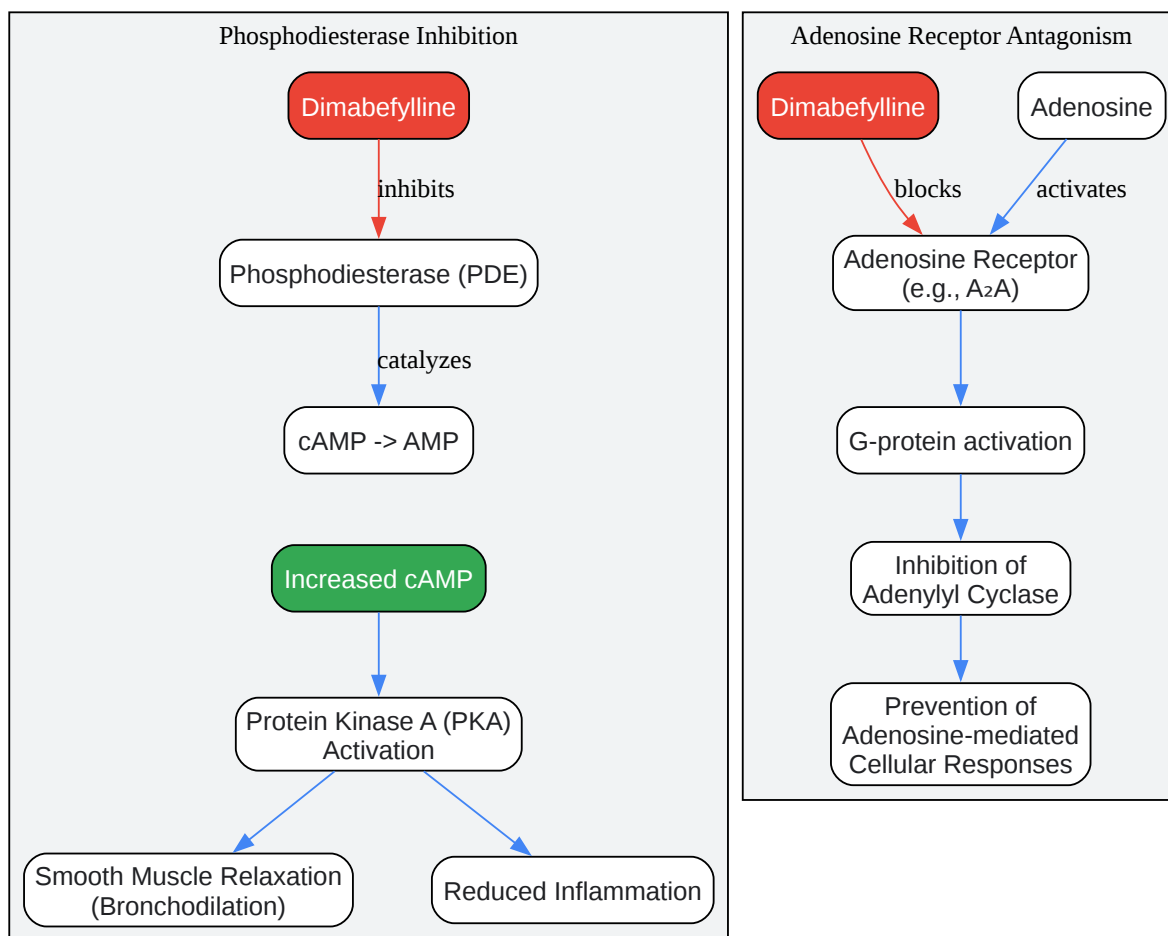 Phosphodiesterase Inhibition
Dimabefylline
inhibits
Phosphodiesterase (PDE)
catalyzes
cAMP -> AMP
Increased cAMP
Protein Kinase A (PKA)
Activation
Smooth Muscle Relaxation
(Bronchodilation)
Reduced Inflammation
Adenosine Receptor Antagonism
Dimabefylline
Adenosine
blocks
activates
Adenosine Receptor
(e.g., A₂A)
G-protein activation
Inhibition of
Adenylyl Cyclase
Prevention of
Adenosine-mediated
Cellular Responses